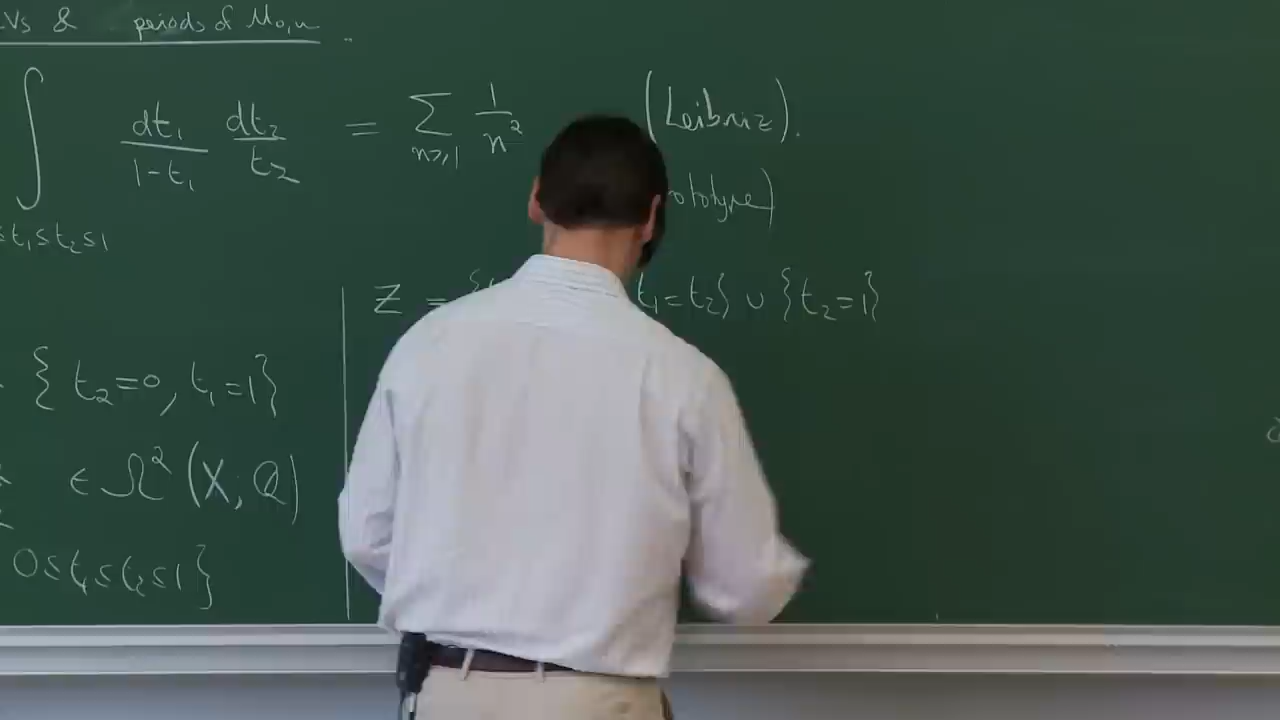 & periods of M₀,ₙ
∫ dt₁/(1-t₁) dt₂/t₂ = ∑ n≥1 1/n² (Leibniz).
≤t₁≤t₂≤1
Z = { t₁=t₂} ∪ {t₂=1}
{t₂=0, t₁=1}
∈ Ω²(X; Q)
0≤t₁≤t₂≤1}